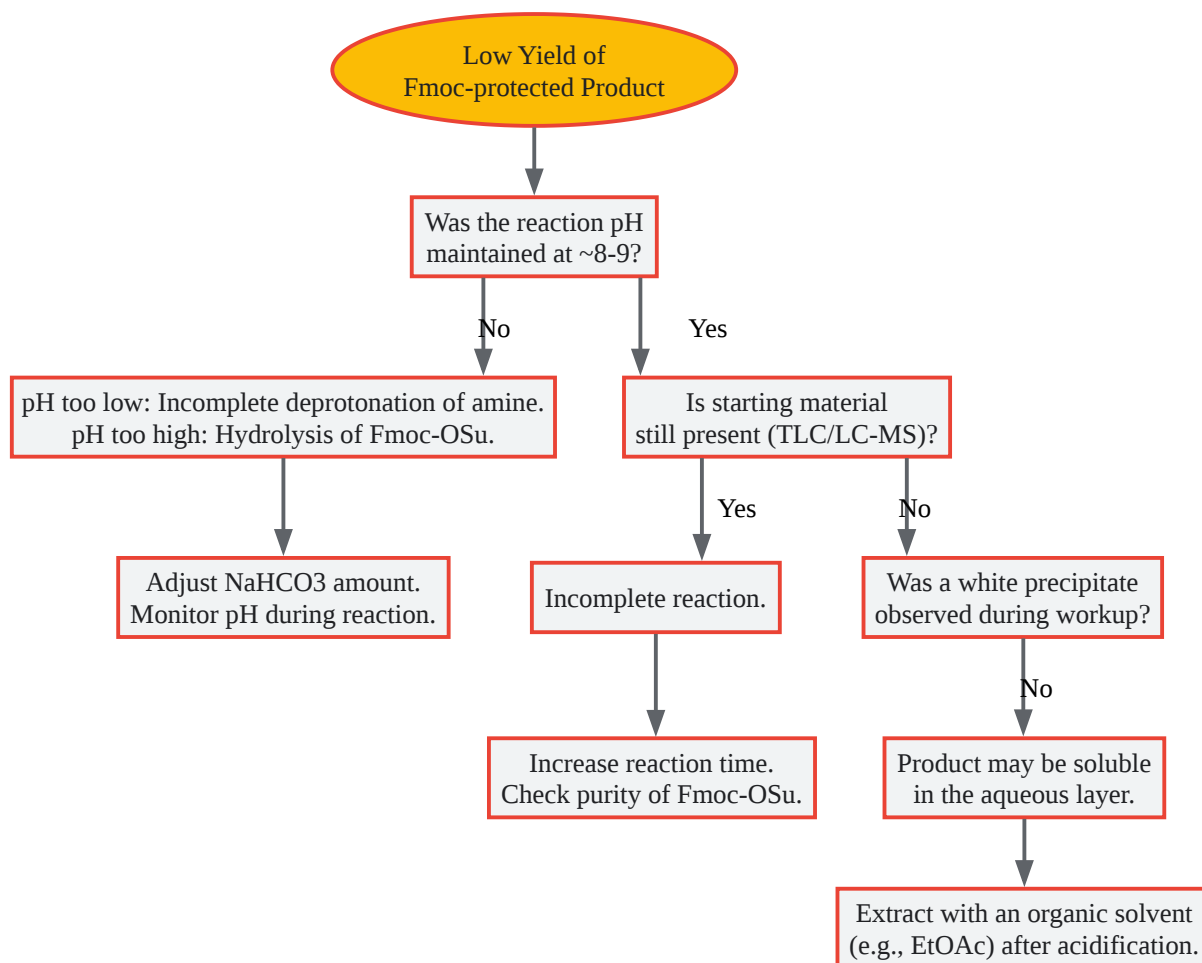 Low Yield of
Fmoc-protected Product
Was the reaction pH
maintained at ~8-9?
No
Yes
pH too low: Incomplete deprotonation of amine.
pH too high: Hydrolysis of Fmoc-OSu.
Is starting material
still present (TLC/LC-MS)?
Yes
No
Adjust NaHCO3 amount.
Monitor pH during reaction.
Incomplete reaction.
Was a white precipitate
observed during workup?
No
Increase reaction time.
Check purity of Fmoc-OSu.
Product may be soluble
in the aqueous layer.
Extract with an organic solvent
(e.g., EtOAc) after acidification.